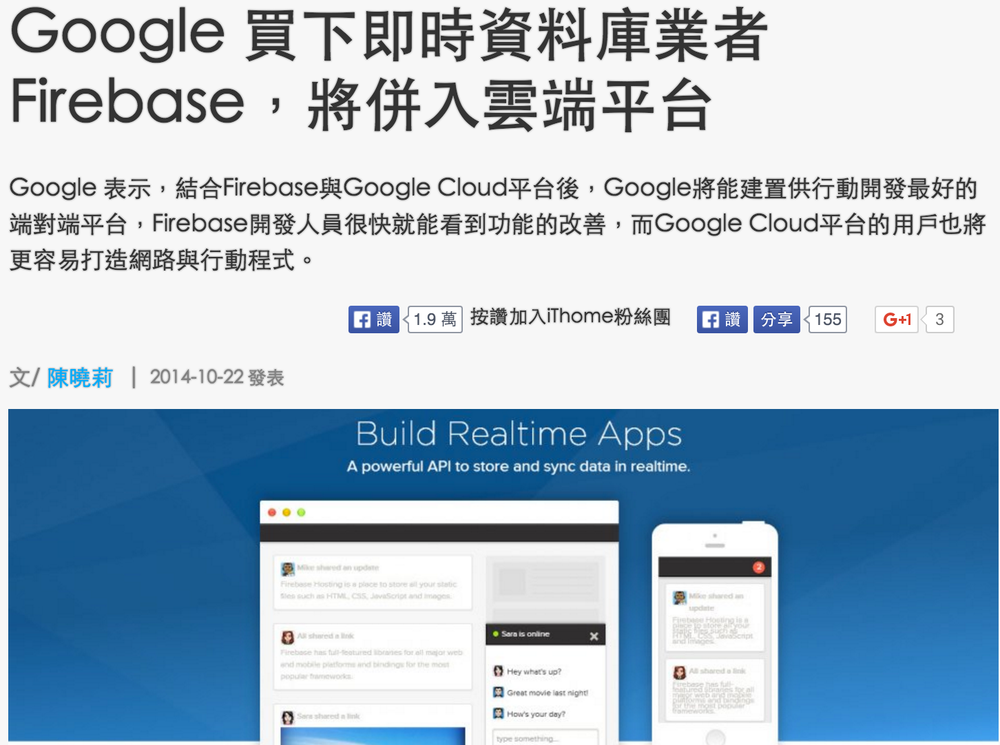 Google 買下即時資料庫業者
Firebase，將併入雲端平台
Google 表示，結合Firebase與Google Cloud平台後，Google將能建置供行動開發最好的
端對端平台，Firebase開發人員很快就能看到功能的改善，而Google Cloud平台的用戶也將
更容易打造網路與行動程式。
讚 1.9 萬 按讚加入iThome粉絲團 讚 分享 155 G+1 3
文/ 陳曉莉 | 2014-10-22 發表
Build Realtime Apps
A powerful API to store and sync data in realtime.
Mike shared an update
Firebase Hosting is a place to store all your static
files such as HTML, CSS, JavaScript and images.
Ali shared a link
Firebase has full-featured libraries for all major web
and mobile platforms and bindings for the most
popular frameworks.
Sara shared a link
Sara is online
Hey what's up?
Great movie last night!
How's your day?
type something...
2
Mike shared an
update
Firebase Hosting is a
place to store all your
static files such as
HTML, CSS, JavaScript
and images.
Ali shared a link
Firebase has full-
featured libraries for all
major web and mobile
platforms and bindings
for the most popular
frameworks.